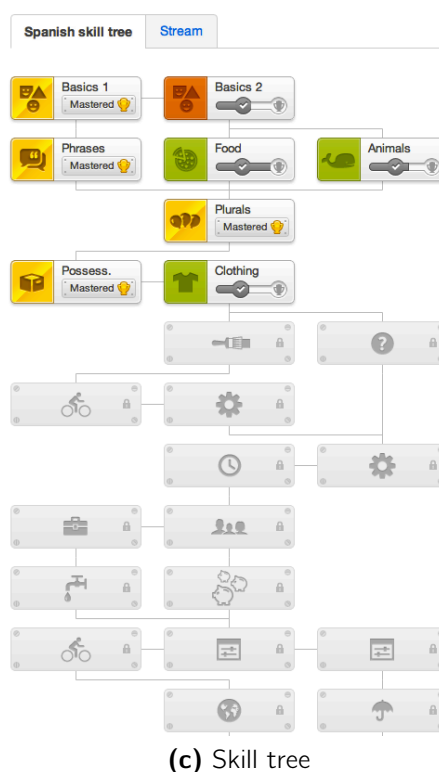 Spanish skill tree Stream
Basics 1 Basics 2
Mastered
Phrases Food Animals
Mastered
Plurals
Mastered
Possess. Clothing
Mastered
?
(c) Skill tree